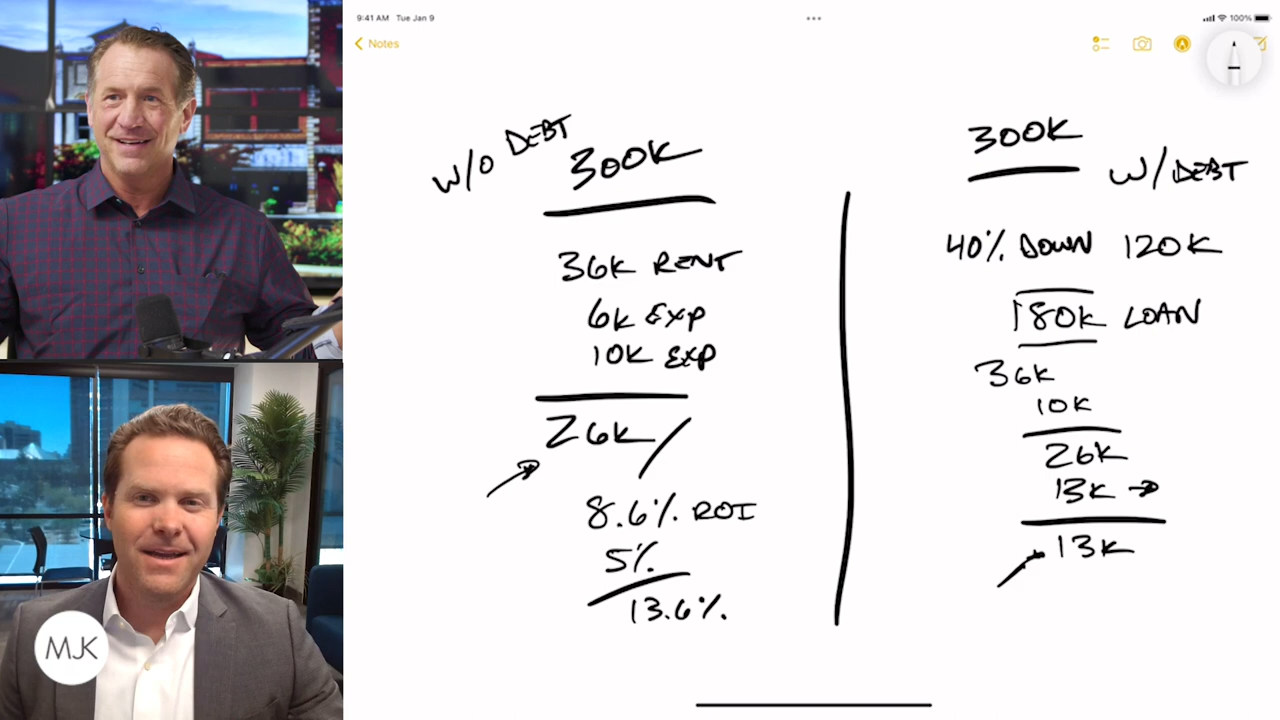 9:41 AM Tue Jan 9
100%
Notes
W/O DEBT
300K
36K RENT
6K EXP
10K EXP
26K
8.6% ROI
5%
13.6%
300K
W/ DEBT
40% DOWN 120K
180K LOAN
36K
10K
26K
13K
13K
MJK